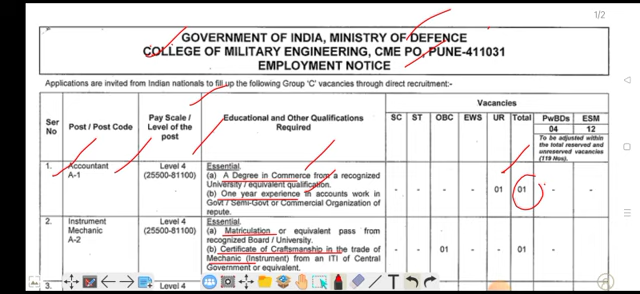 1/2
GOVERNMENT OF INDIA, MINISTRY OF DEFENCE
COLLEGE OF MILITARY ENGINEERING, CME PO, PUNE-411031
EMPLOYMENT NOTICE
Applications are invited from Indian nationals to fill up the following Group 'C' vacancies through direct recruitment:-
Ser No
Post / Post Code
Pay Scale / Level of the post
Educational and Other Qualifications Required
Vacancies
SC ST OBC EWS UR Total PwBDs ESM
04 12
To be adjusted within the total reserved and unreserved vacancies (119 Nos).
1. Accountant
A-1
Level 4
(25500-81100)
Essential.
(a) A Degree in Commerce from a recognized
University / equivalent qualification.
(b) One year experience in accounts work in
Govt / Semi-Govt or Commercial Organization of
repute.
- - - - 01 01 - -
2. Instrument
Mechanic
A-2
Level 4
(25500-81100)
Essential.
(a) Matriculation or equivalent pass from
recognized Board / University.
(b) Certificate of Craftsmanship in the trade of
Mechanic (Instrument) from an ITI of Central
Government or equivalent.
- - 01 - - 01 - -
3. Level 4